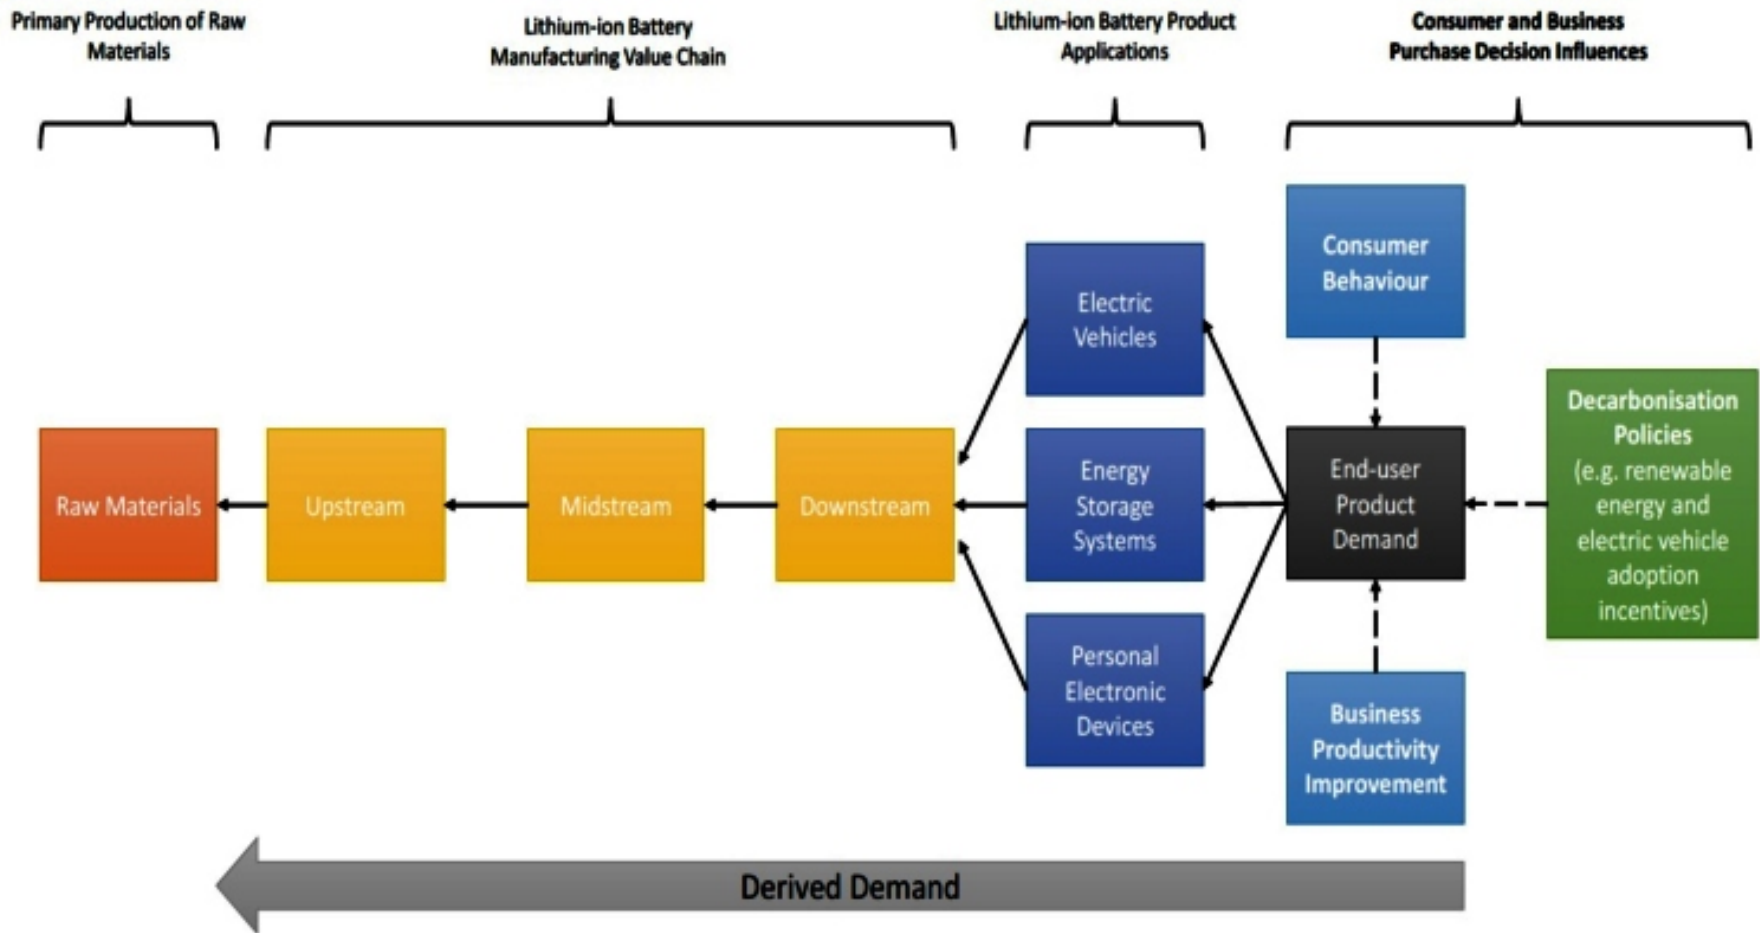 Primary Production of Raw
Materials
Lithium-ion Battery
Manufacturing Value Chain
Lithium-ion Battery Product
Applications
Consumer and Business
Purchase Decision Influences
Raw Materials
Upstream
Midstream
Downstream
Electric
Vehicles
Energy
Storage
Systems
Personal
Electronic
Devices
Consumer
Behaviour
End-user
Product
Demand
Business
Productivity
Improvement
Decarbonisation
Policies
(e.g. renewable
energy and
electric vehicle
adoption
incentives)
Derived Demand